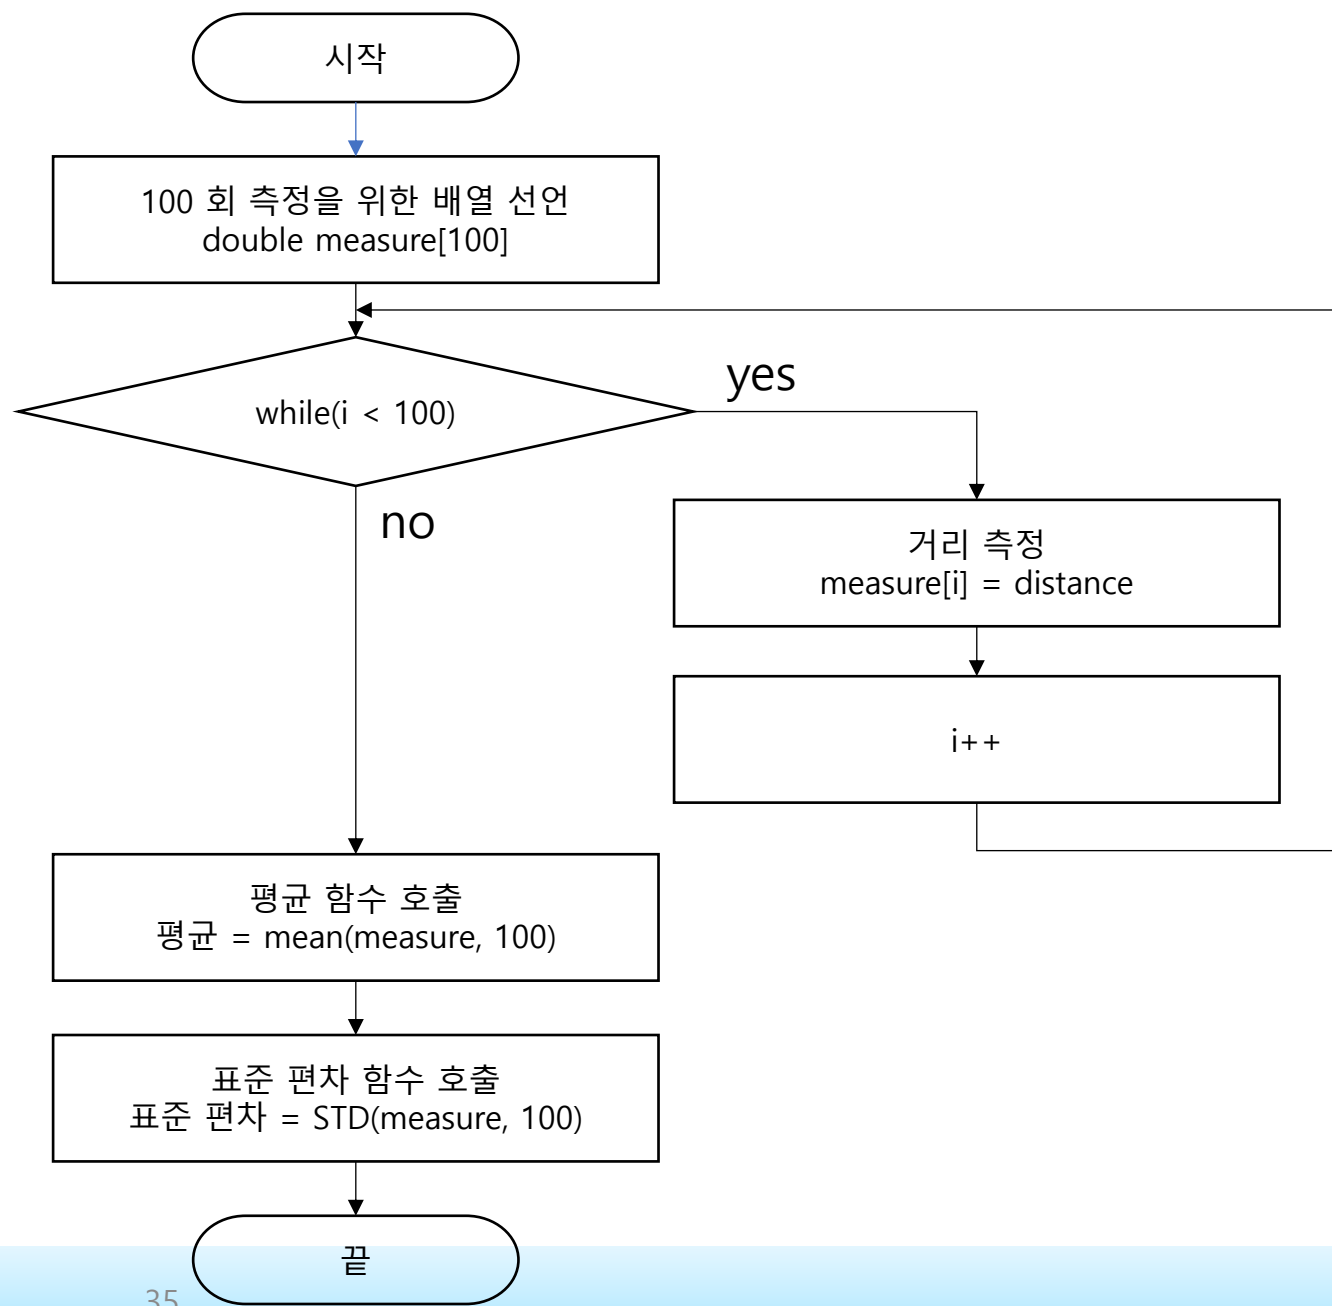 시작
100 회 측정을 위한 배열 선언
double measure[100]
while(i < 100)
yes
no
거리 측정
measure[i] = distance
i++
평균 함수 호출
평균 = mean(measure, 100)
표준 편차 함수 호출
표준 편차 = STD(measure, 100)
끝
35